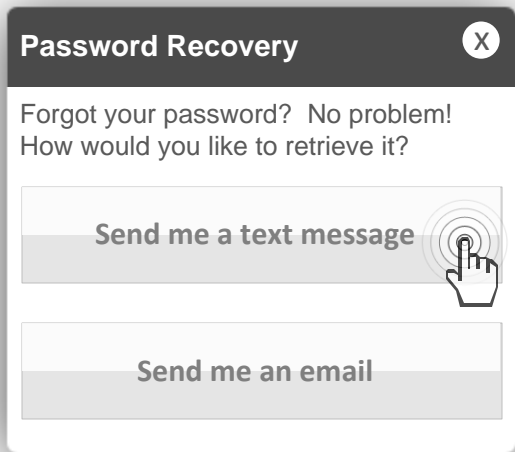 Password Recovery X
Forgot your password?  No problem!
How would you like to retrieve it?
Send me a text message
Send me an email